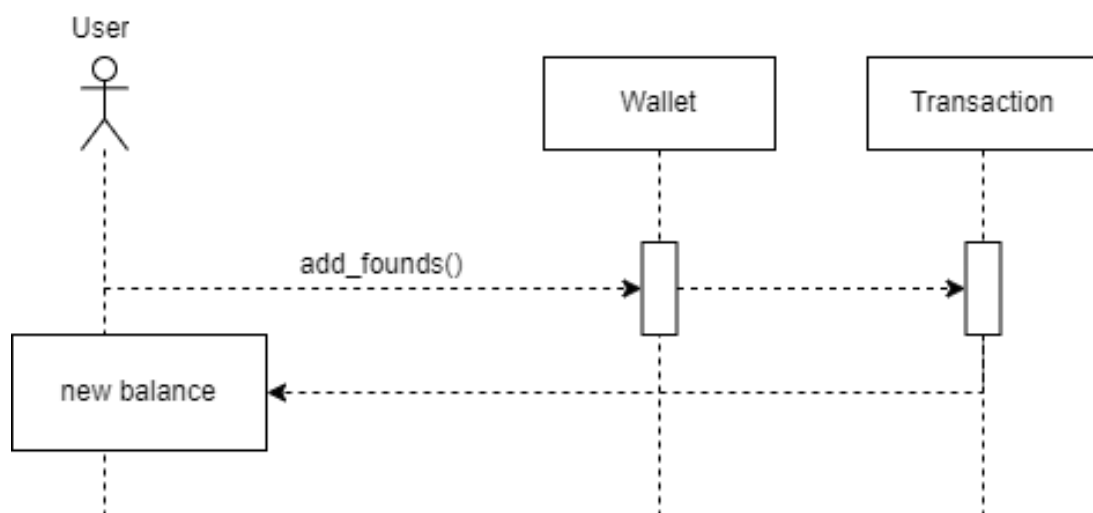 User
Wallet
Transaction
add_founds()
new balance